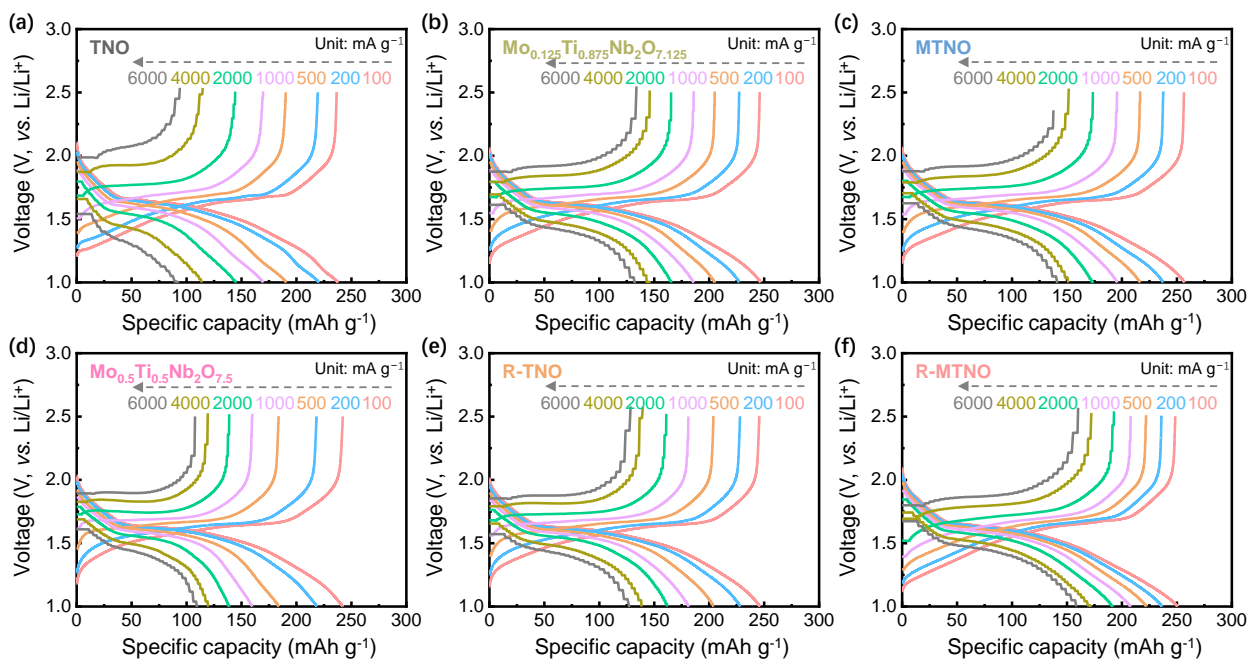 (a)
TNO
Unit: mA g⁻¹
6000 4000 2000 1000 500 200 100
Voltage (V, vs. Li/Li⁺)
3.0
2.5
2.0
1.5
1.0
0 50 100 150 200 250 300
Specific capacity (mAh g⁻¹)
(b)
Mo₀.₁₂₅Ti₀.₈₇₅Nb₂O₇.₁₂₅
Unit: mA g⁻¹
6000 4000 2000 1000 500 200 100
Voltage (V, vs. Li/Li⁺)
3.0
2.5
2.0
1.5
1.0
0 50 100 150 200 250 300
Specific capacity (mAh g⁻¹)
(c)
MTNO
Unit: mA g⁻¹
6000 4000 2000 1000 500 200 100
Voltage (V, vs. Li/Li⁺)
3.0
2.5
2.0
1.5
1.0
0 50 100 150 200 250 300
Specific capacity (mAh g⁻¹)
(d)
Mo₀.₅Ti₀.₅Nb₂O₇.₅
Unit: mA g⁻¹
6000 4000 2000 1000 500 200 100
Voltage (V, vs. Li/Li⁺)
3.0
2.5
2.0
1.5
1.0
0 50 100 150 200 250 300
Specific capacity (mAh g⁻¹)
(e)
R-TNO
Unit: mA g⁻¹
6000 4000 2000 1000 500 200 100
Voltage (V, vs. Li/Li⁺)
3.0
2.5
2.0
1.5
1.0
0 50 100 150 200 250 300
Specific capacity (mAh g⁻¹)
(f)
R-MTNO
Unit: mA g⁻¹
6000 4000 2000 1000 500 200 100
Voltage (V, vs. Li/Li⁺)
3.0
2.5
2.0
1.5
1.0
0 50 100 150 200 250 300
Specific capacity (mAh g⁻¹)